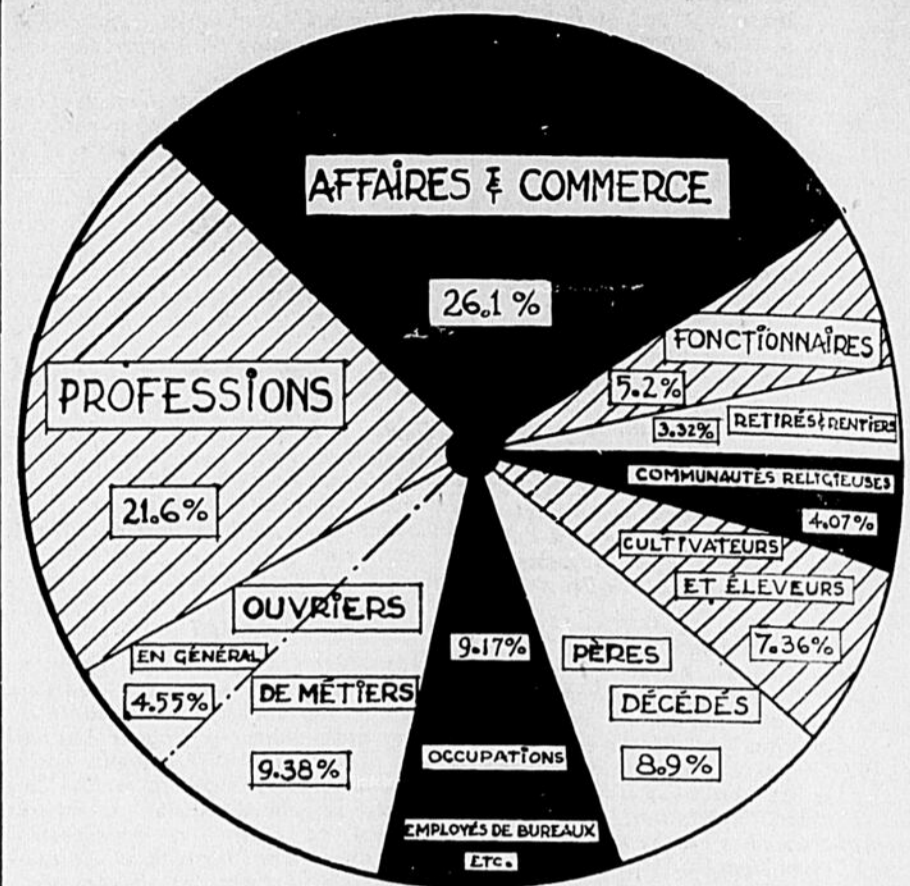 AFFAIRES & COMMERCE
26.1 %
FONCTIONNAIRES
5.2%
RETIRÉS & RENTIERS
3.32%
COMMUNAUTÉS RELIGIEUSES
4.07%
CULTIVATEURS
ET ÉLEVEURS
7.36%
PÈRES
DÉCÉDÉS
8.9%
9.17%
OCCUPATIONS
EMPLOYÉS DE BUREAUX
ETC.
OUVRIERS
DE MÉTIERS
9.38%
EN GÉNÉRAL
4.55%
PROFESSIONS
21.6%